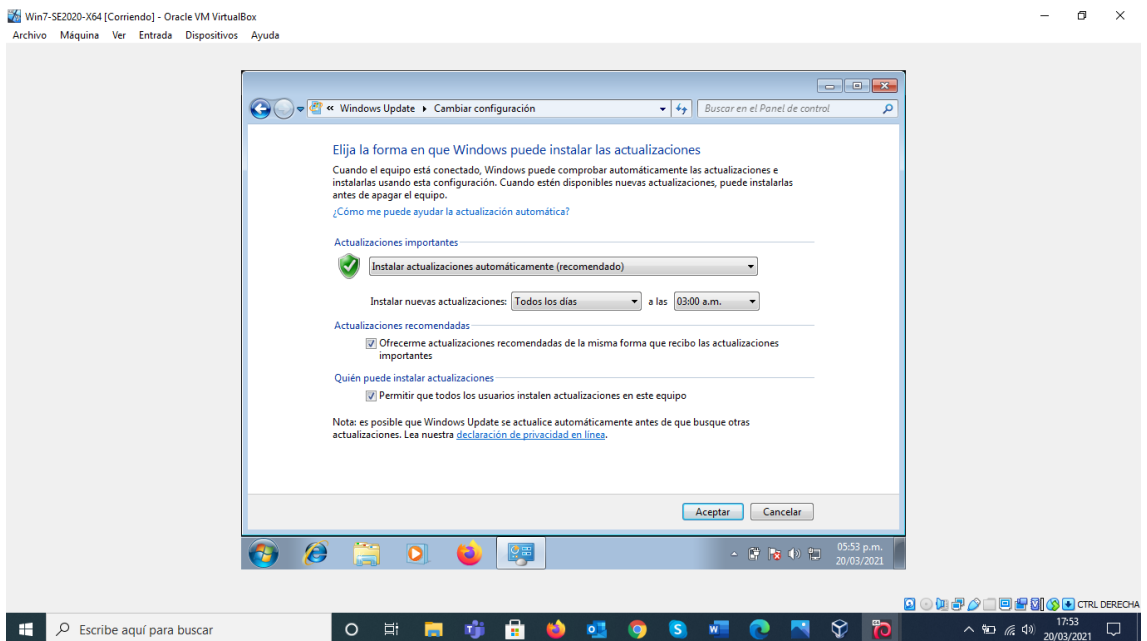 Win7-SE2020-X64 [Corriendo] - Oracle VM VirtualBox
Archivo Máquina Ver Entrada Dispositivos Ayuda
« Windows Update Cambiar configuración
Buscar en el Panel de control
Elija la forma en que Windows puede instalar las actualizaciones
Cuando el equipo está conectado, Windows puede comprobar automáticamente las actualizaciones e
instalarlas usando esta configuración. Cuando estén disponibles nuevas actualizaciones, puede instalarlas
antes de apagar el equipo.
¿Cómo me puede ayudar la actualización automática?
Actualizaciones importantes
Instalar actualizaciones automáticamente (recomendado)
Instalar nuevas actualizaciones: Todos los días a las 03:00 a.m.
Actualizaciones recomendadas
Ofrecerme actualizaciones recomendadas de la misma forma que recibo las actualizaciones
importantes
Quién puede instalar actualizaciones
Permitir que todos los usuarios instalen actualizaciones en este equipo
Nota: es posible que Windows Update se actualice automáticamente antes de que busque otras
actualizaciones. Lea nuestra declaración de privacidad en línea.
Aceptar Cancelar
05:53 p.m.
20/03/2021
CTRL DERECHA
Escribe aquí para buscar
17:53
20/03/2021